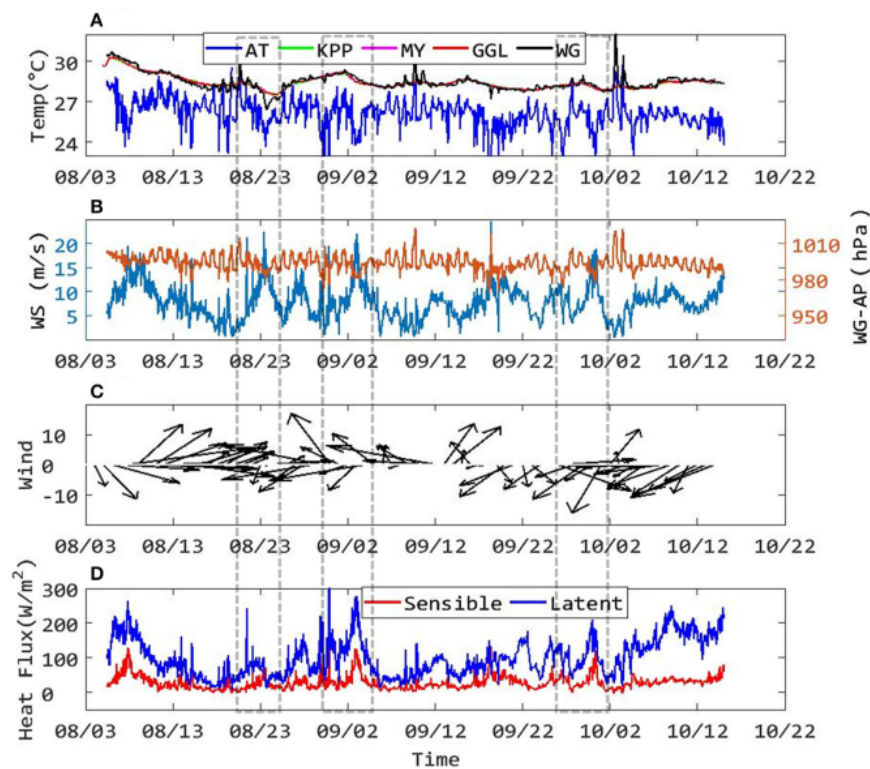 A
AT KPP MY GGL WG
Temp(°C)
30
27
24
08/03 08/13 08/23 09/02 09/12 09/22 10/02 10/12 10/22
B
WS (m/s)
20
15
10
5
1010
980
950
WG-AP(hPa)
08/03 08/13 08/23 09/02 09/12 09/22 10/02 10/12 10/22
C
Wind
10
0
-10
08/03 08/13 08/23 09/02 09/12 09/22 10/02 10/12 10/22
D
Sensible Latent
Heat Flux(W/m²)
300
200
100
0
08/03 08/13 08/23 09/02 09/12 09/22 10/02 10/12 10/22
Time